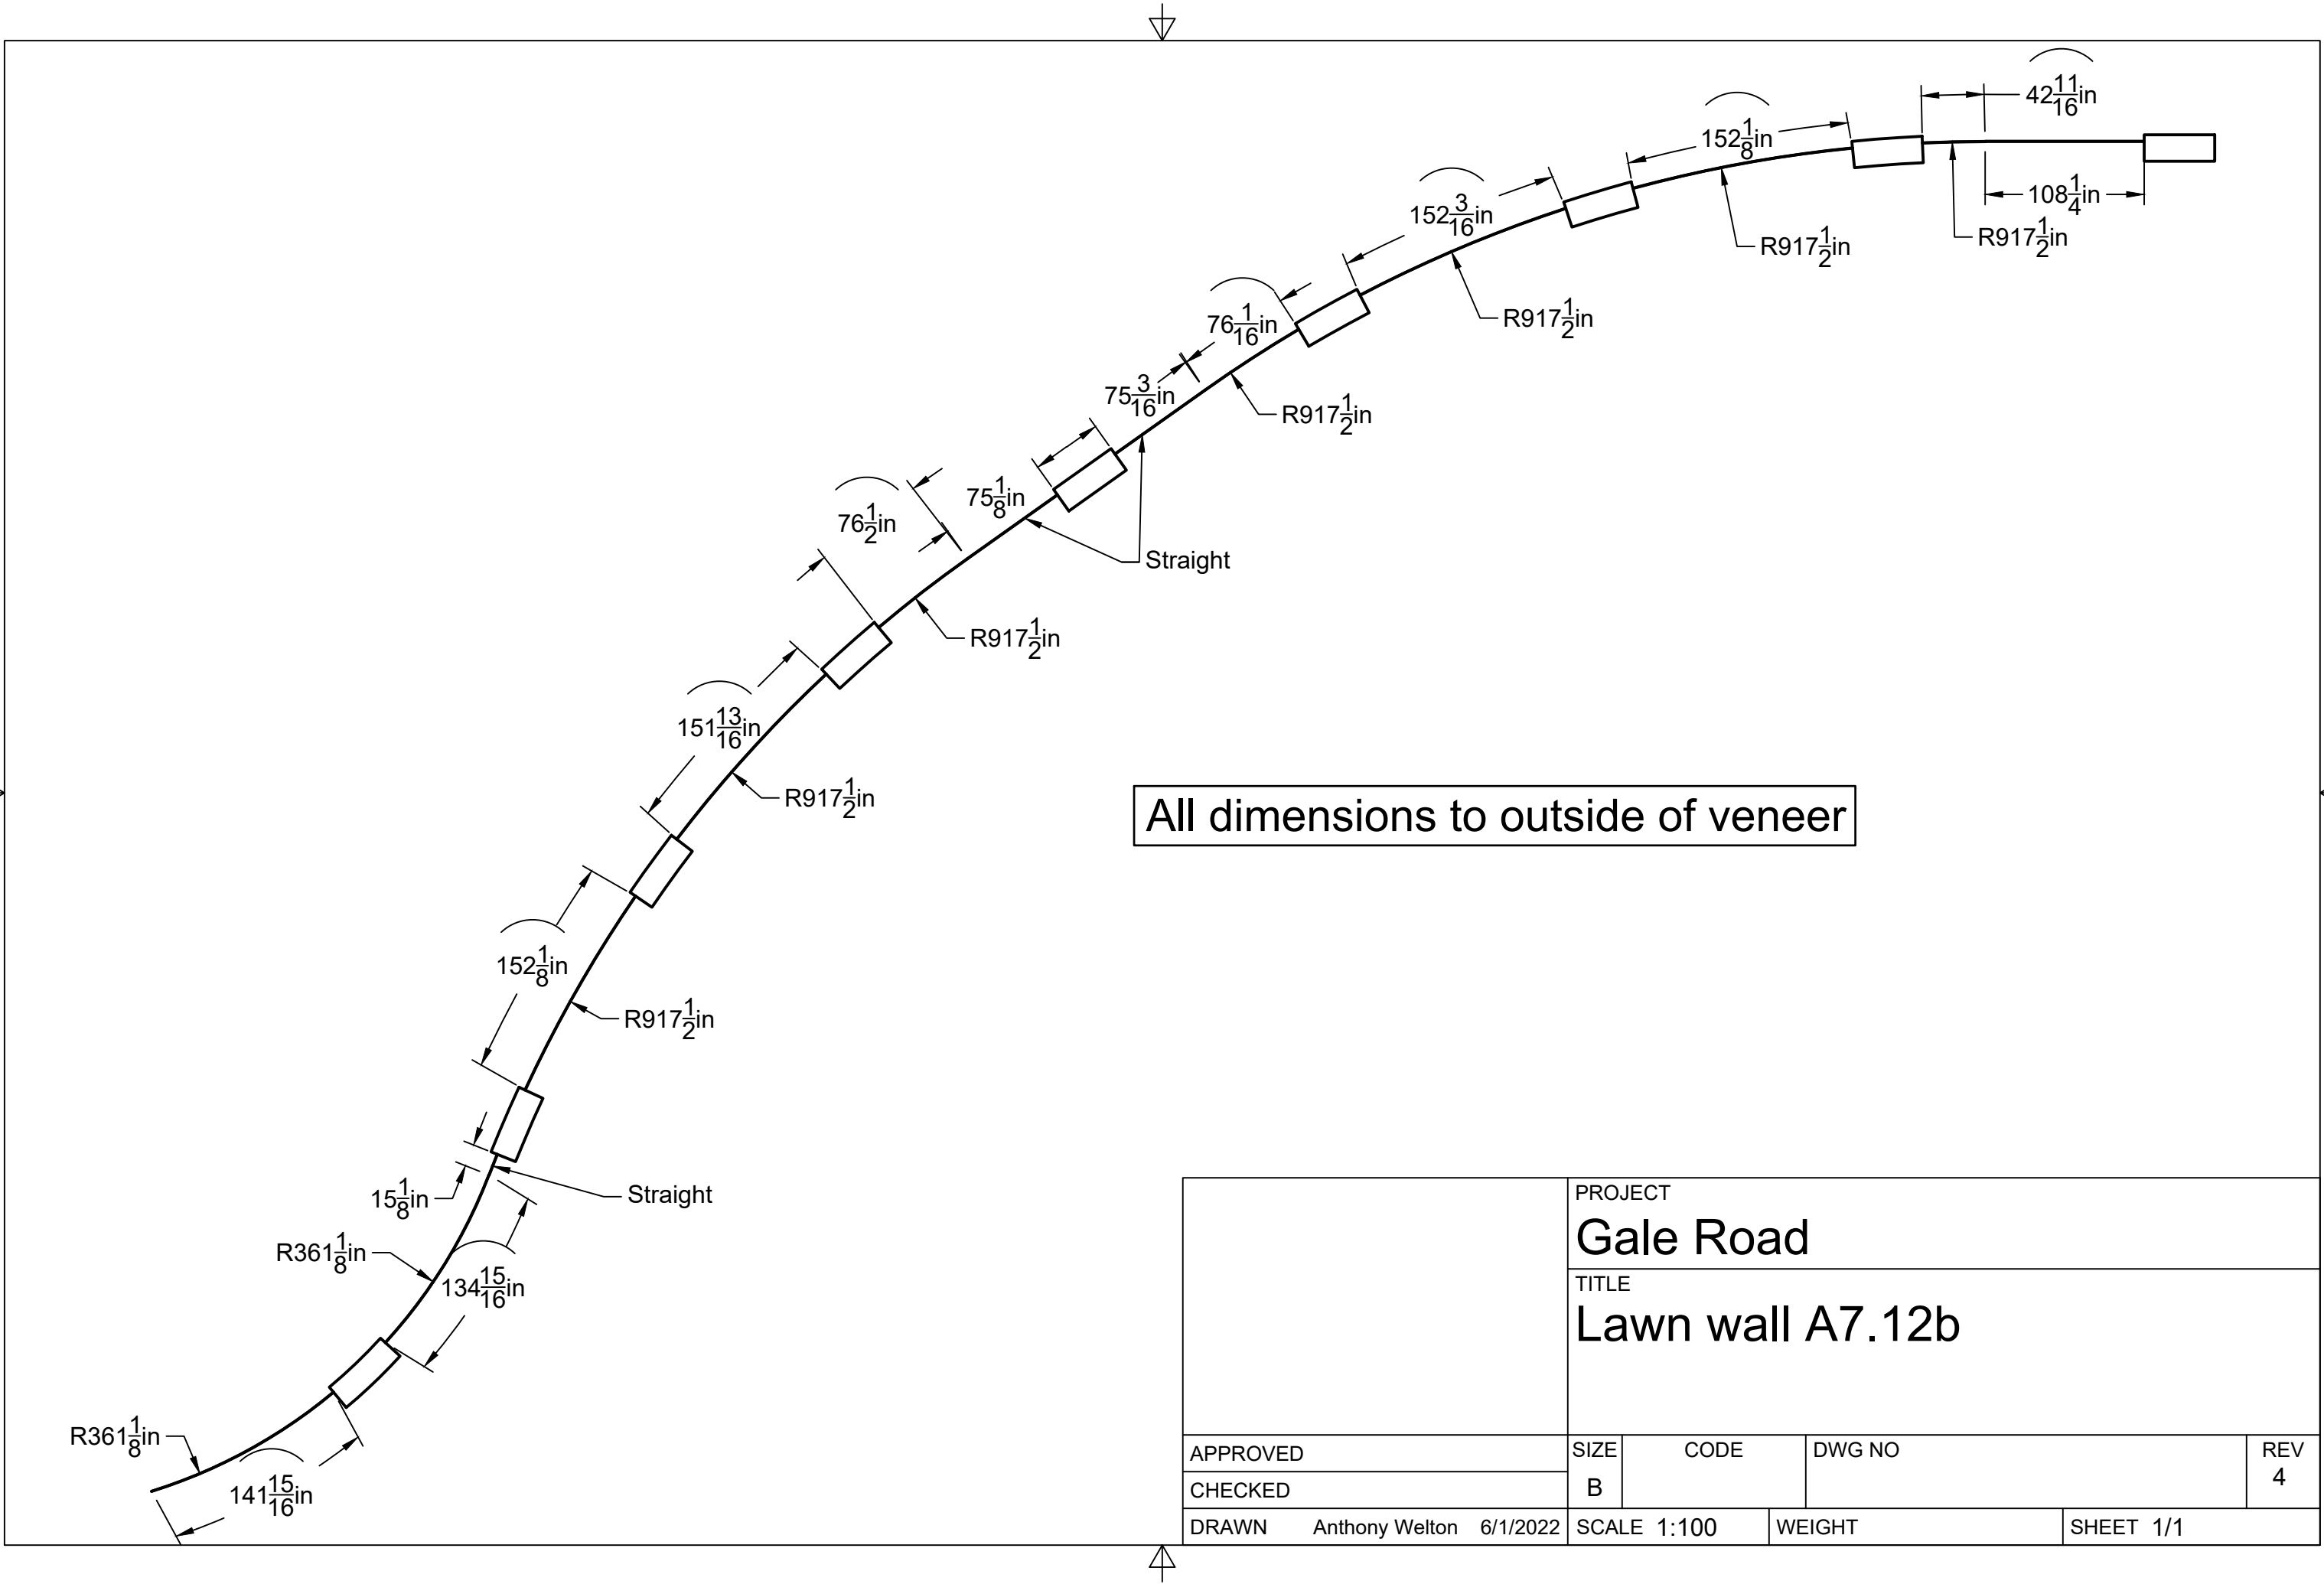 42 11/16in
152 1/8in
108 1/4in
152 3/16in
R917 1/2in
R917 1/2in
76 1/16in
R917 1/2in
75 3/16in
R917 1/2in
75 1/8in
76 1/2in
Straight
R917 1/2in
151 13/16in
R917 1/2in
All dimensions to outside of veneer
152 1/8in
R917 1/2in
15 1/8in
Straight
R361 1/8in
134 15/16in
R361 1/8in
141 15/16in
PROJECT
Gale Road
TITLE
Lawn wall A7.12b
APPROVED
CHECKED
DRAWN Anthony Welton 6/1/2022
SIZE
B
CODE
DWG NO
REV
4
SCALE 1:100
WEIGHT
SHEET 1/1